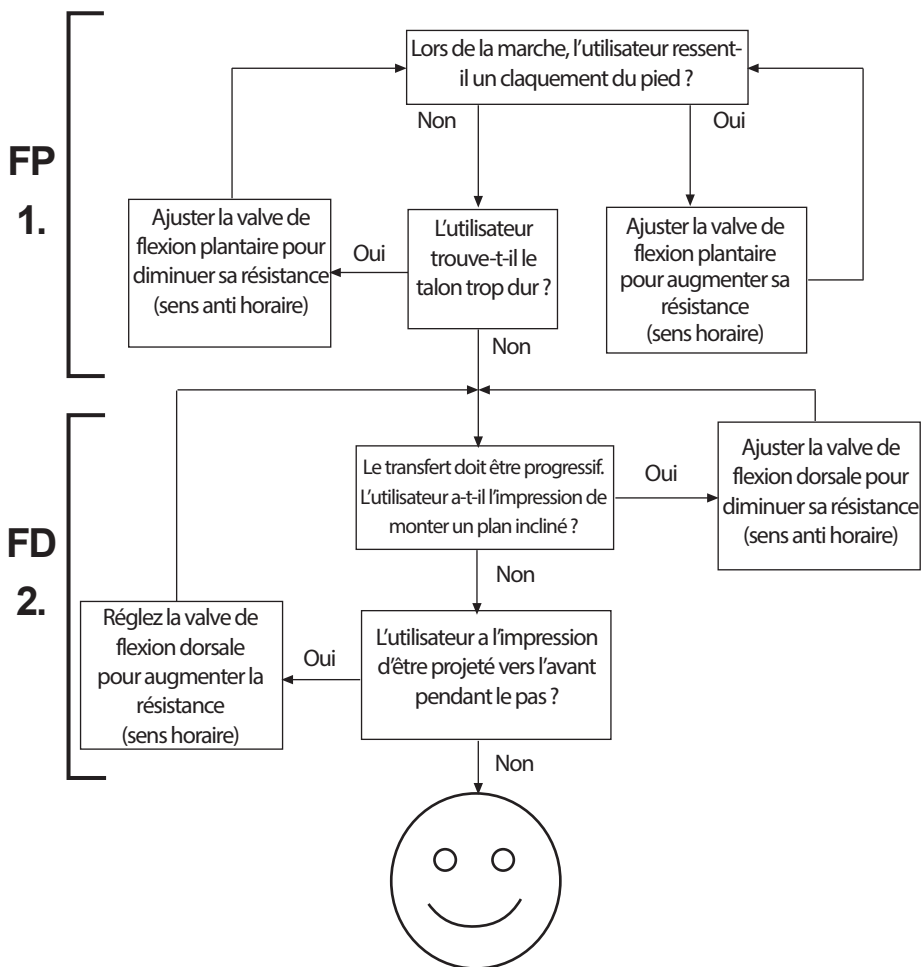 Lors de la marche, l'utilisateur ressent-
il un claquement du pied ?
Non
Oui
FP
1.
Ajuster la valve de
flexion plantaire pour
diminuer sa résistance
(sens anti horaire)
Oui
L'utilisateur
trouve-t-il le
talon trop dur ?
Ajuster la valve de
flexion plantaire
pour augmenter sa
résistance
(sens horaire)
Non
FD
2.
Le transfert doit être progressif.
L'utilisateur a-t-il l'impression de
monter un plan incliné ?
Oui
Ajuster la valve de
flexion dorsale pour
diminuer sa résistance
(sens anti horaire)
Non
Réglez la valve de
flexion dorsale
pour augmenter la
résistance
(sens horaire)
Oui
L'utilisateur a l'impression
d'être projeté vers l'avant
pendant le pas ?
Non